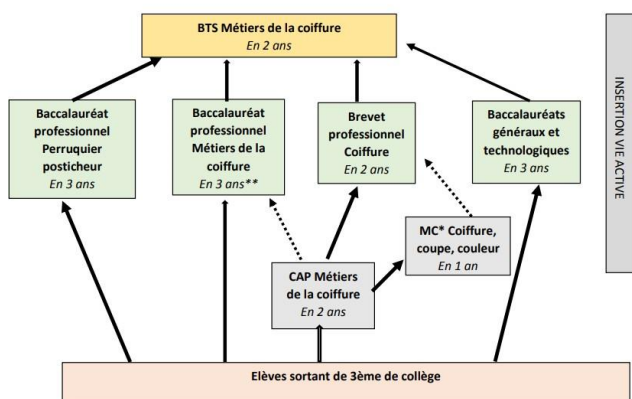 BTS Métiers de la coiffure
En 2 ans
Baccalauréat
professionnel
Perruquier
posticheur
En 3 ans
Baccalauréat
professionnel
Métiers de la
coiffure
En 3 ans**
Brevet
professionnel
Coiffure
En 2 ans
Baccalauréats
généraux et
technologiques
En 3 ans
INSERTION VIE ACTIVE
MC* Coiffure,
coupe, couleur
En 1 an
CAP Métiers
de la coiffure
En 2 ans
Elèves sortant de 3ème de collège